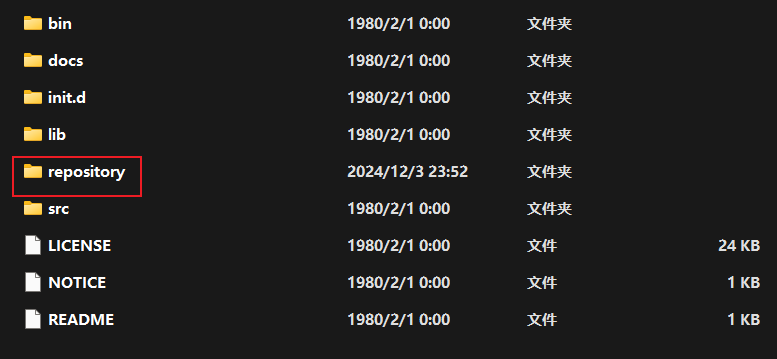 bin 1980/2/1 0:00 文件夹
docs 1980/2/1 0:00 文件夹
init.d 1980/2/1 0:00 文件夹
lib 1980/2/1 0:00 文件夹
repository 2024/12/3 23:52 文件夹
src 1980/2/1 0:00 文件夹
LICENSE 1980/2/1 0:00 文件 24 KB
NOTICE 1980/2/1 0:00 文件 1 KB
README 1980/2/1 0:00 文件 1 KB